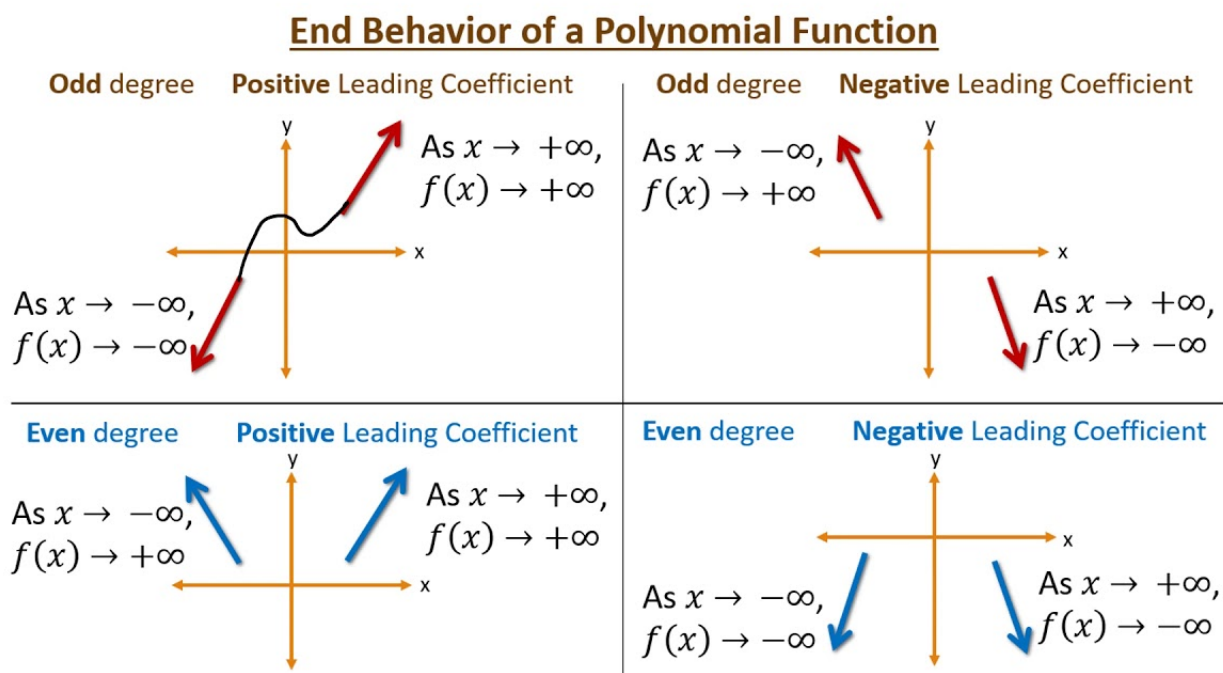 End Behavior of a Polynomial Function
Odd degree Positive Leading Coefficient
y
As x → +∞,
f(x) → +∞
x
As x → −∞,
f(x) → −∞
Odd degree Negative Leading Coefficient
y
As x → −∞,
f(x) → +∞
x
As x → +∞,
f(x) → −∞
Even degree Positive Leading Coefficient
y
As x → −∞,
f(x) → +∞
As x → +∞,
f(x) → +∞
x
Even degree Negative Leading Coefficient
y
x
As x → −∞,
f(x) → −∞
As x → +∞,
f(x) → −∞